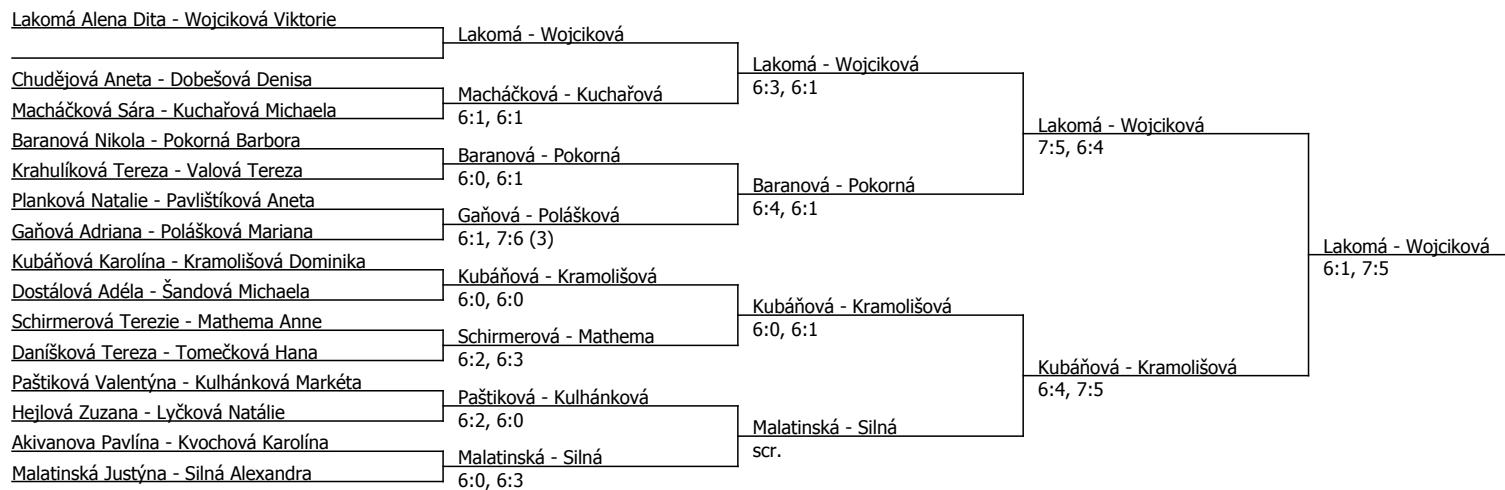 Lakomá Alena Dita - Wojciková Viktorie
Chudějová Aneta - Dobešová Denisa
Macháčková Sára - Kuchařová Michaela
Baranová Nikola - Pokorná Barbora
Krahulíková Tereza - Valová Tereza
Planková Natalie - Pavlištíková Aneta
Gaňová Adriana - Polášková Mariana
Kubáňová Karolína - Kramolišová Dominika
Dostálová Adéla - Šandová Michaela
Schirmerová Terezie - Mathema Anne
Daníšková Tereza - Tomečková Hana
Paštiková Valentýna - Kulhánková Markéta
Hejlová Zuzana - Lyčková Natálie
Akivanova Pavlína - Kvochová Karolína
Malatinská Justýna - Silná Alexandra
Lakomá - Wojciková
Macháčková - Kuchařová
6:1, 6:1
Baranová - Pokorná
6:0, 6:1
Gaňová - Polášková
6:1, 7:6 (3)
Kubáňová - Kramolišová
6:0, 6:0
Schirmerová - Mathema
6:2, 6:3
Paštiková - Kulhánková
6:2, 6:0
Malatinská - Silná
6:0, 6:3
Lakomá - Wojciková
6:3, 6:1
Baranová - Pokorná
6:4, 6:1
Kubáňová - Kramolišová
6:0, 6:1
Malatinská - Silná
scr.
Lakomá - Wojciková
7:5, 6:4
Kubáňová - Kramolišová
6:4, 7:5
Lakomá - Wojciková
6:1, 7:5